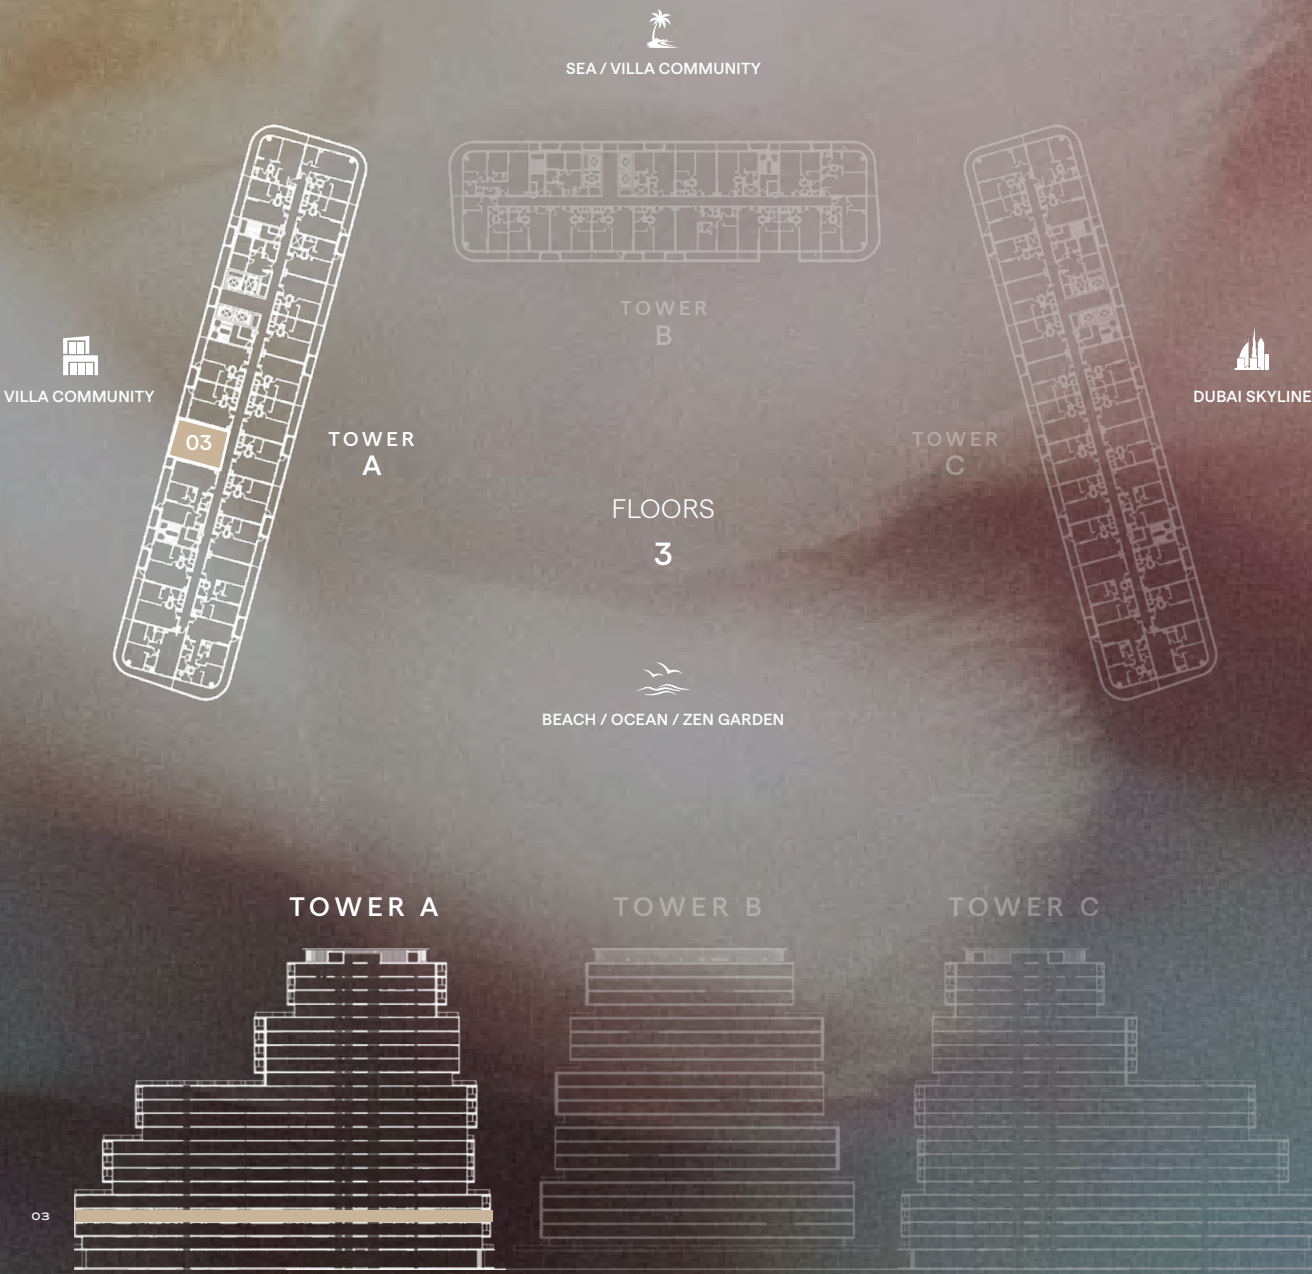 SEA / VILLA COMMUNITY
TOWER
B
VILLA COMMUNITY
DUBAI SKYLINE
03
TOWER
A
TOWER
C
FLOORS
3
BEACH / OCEAN / ZEN GARDEN
TOWER A
TOWER B
TOWER C
03